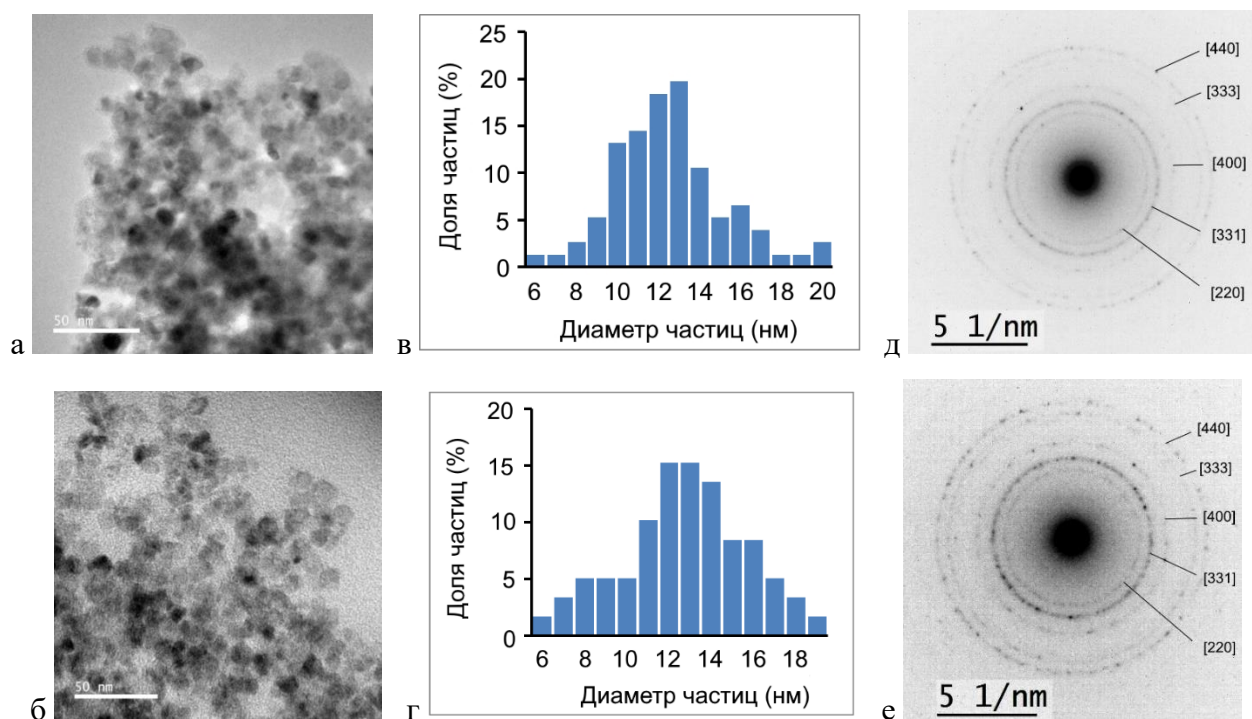 50 nm
а
25
20
15
10
5
0
6 8 10 12 14 16 18 20
Доля частиц (%)
Диаметр частиц (нм)
в
[440]
[333]
[400]
[331]
[220]
5 1/nm
д
50 nm
б
20
15
10
5
0
6 8 10 12 14 16 18
Доля частиц (%)
Диаметр частиц (нм)
г
[440]
[333]
[400]
[331]
[220]
5 1/nm
е